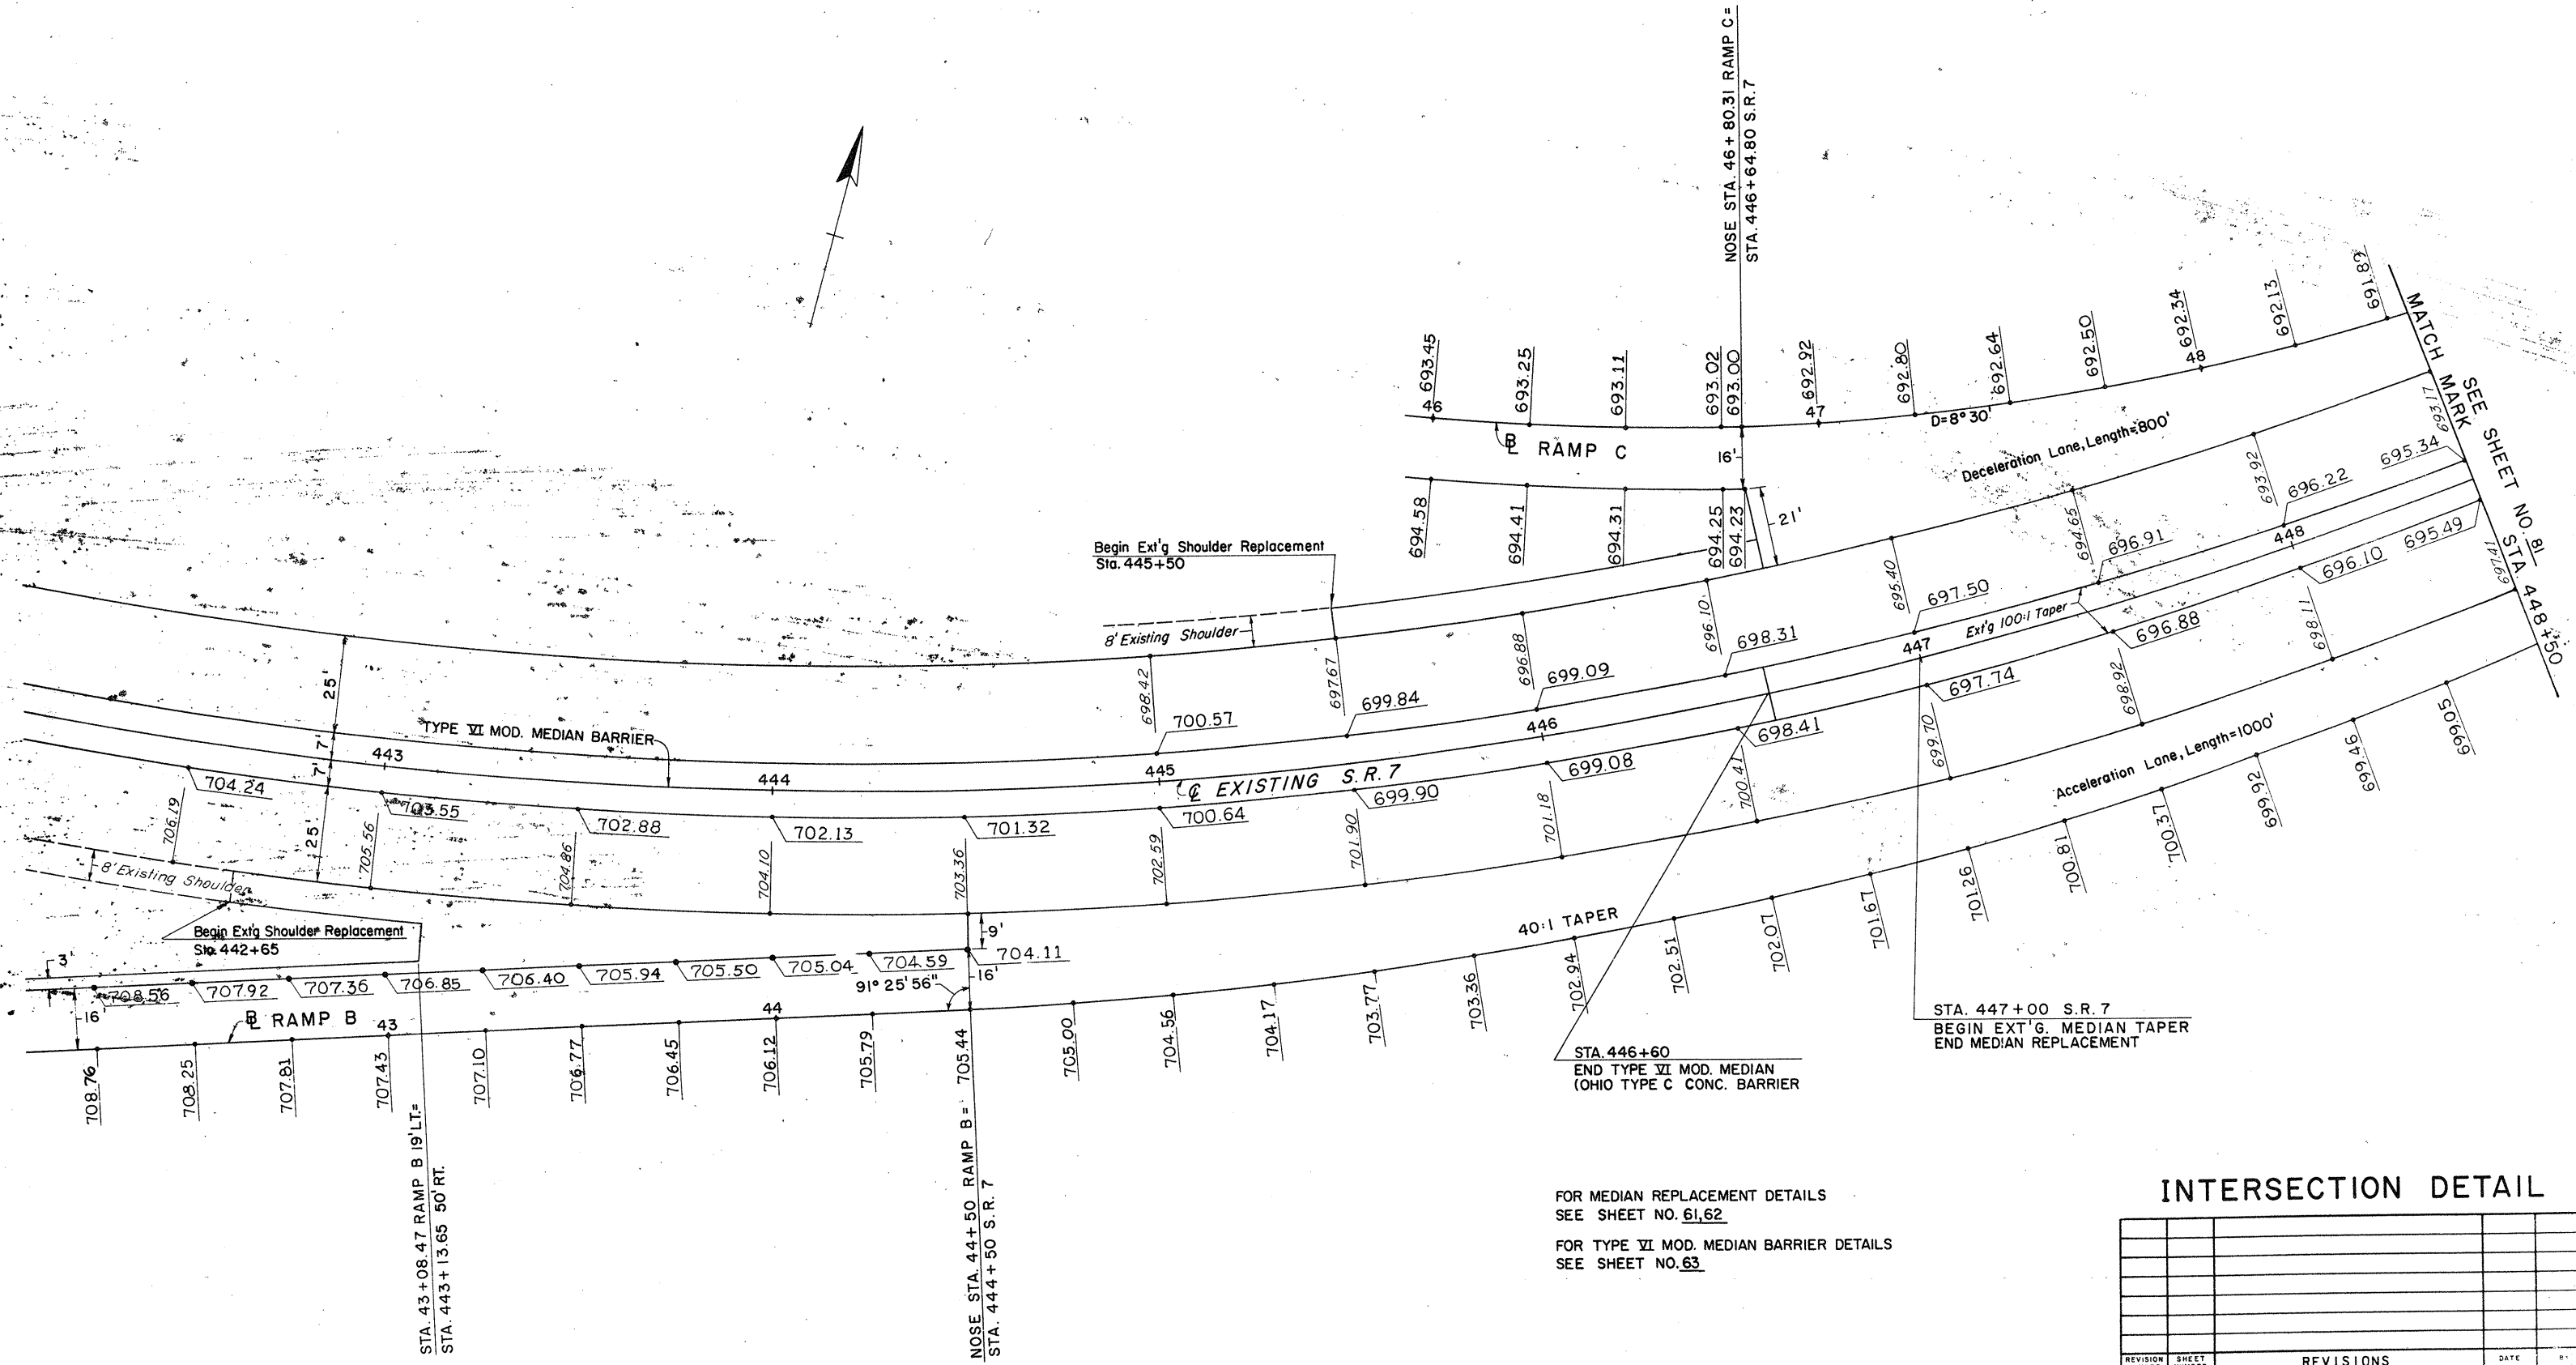 NOSE STA. 46+80.31 RAMP C=
STA. 446+64.80 S.R.7
693.45
693.25
693.11
693.02
693.00
692.92
692.80
692.64
692.50
692.34
692.13
691.89
46
47
48
D=8°30'
MATCH MARK
SEE SHEET NO. 81
STA. 448+50
℄ RAMP C
16'
Deceleration Lane, Length=800'
694.58
694.41
694.31
694.25
694.23
21'
Begin Ext'g Shoulder Replacement
Sta. 445+50
8' Existing Shoulder
698.42
697.67
696.88
696.10
695.40
694.65
693.92
693.17
700.57
699.84
699.09
698.31
697.50
696.91
696.22
695.34
Ext'g 100:1 Taper
25'
7'
7'
25'
TYPE VI MOD. MEDIAN BARRIER
443
444
445
446
447
448
℄ EXISTING S.R. 7
704.24
703.55
702.88
702.13
701.32
700.64
699.90
699.08
698.41
697.74
696.88
696.10
695.49
706.19
705.56
704.86
704.10
703.36
702.59
701.90
701.18
700.41
699.70
698.92
698.11
697.41
8' Existing Shoulder
Begin Ext'g Shoulder Replacement
Sta. 442+65
3'
9'
16'
16'
91° 25' 56"
708.56
707.92
707.36
706.85
706.40
705.94
705.50
705.04
704.59
704.11
℄ RAMP B
43
44
40:1 TAPER
Acceleration Lane, Length=1000'
708.76
708.25
707.81
707.43
707.10
706.77
706.45
706.12
705.79
705.44
705.00
704.56
704.17
703.77
703.36
702.94
702.51
702.07
701.67
701.26
700.81
700.37
699.92
699.46
699.05
STA. 43+08.47 RAMP B 19' LT.=
STA. 443+13.65 50' RT.
NOSE STA. 44+50 RAMP B=
STA. 444+50 S.R. 7
STA. 446+60
END TYPE VI MOD. MEDIAN
(OHIO TYPE C CONC. BARRIER
STA. 447+00 S.R. 7
BEGIN EXT'G. MEDIAN TAPER
END MEDIAN REPLACEMENT
FOR MEDIAN REPLACEMENT DETAILS
SEE SHEET NO. 61,62
FOR TYPE VI MOD. MEDIAN BARRIER DETAILS
SEE SHEET NO. 63
INTERSECTION DETAIL
REVISION
SHEET
REVISIONS
DATE